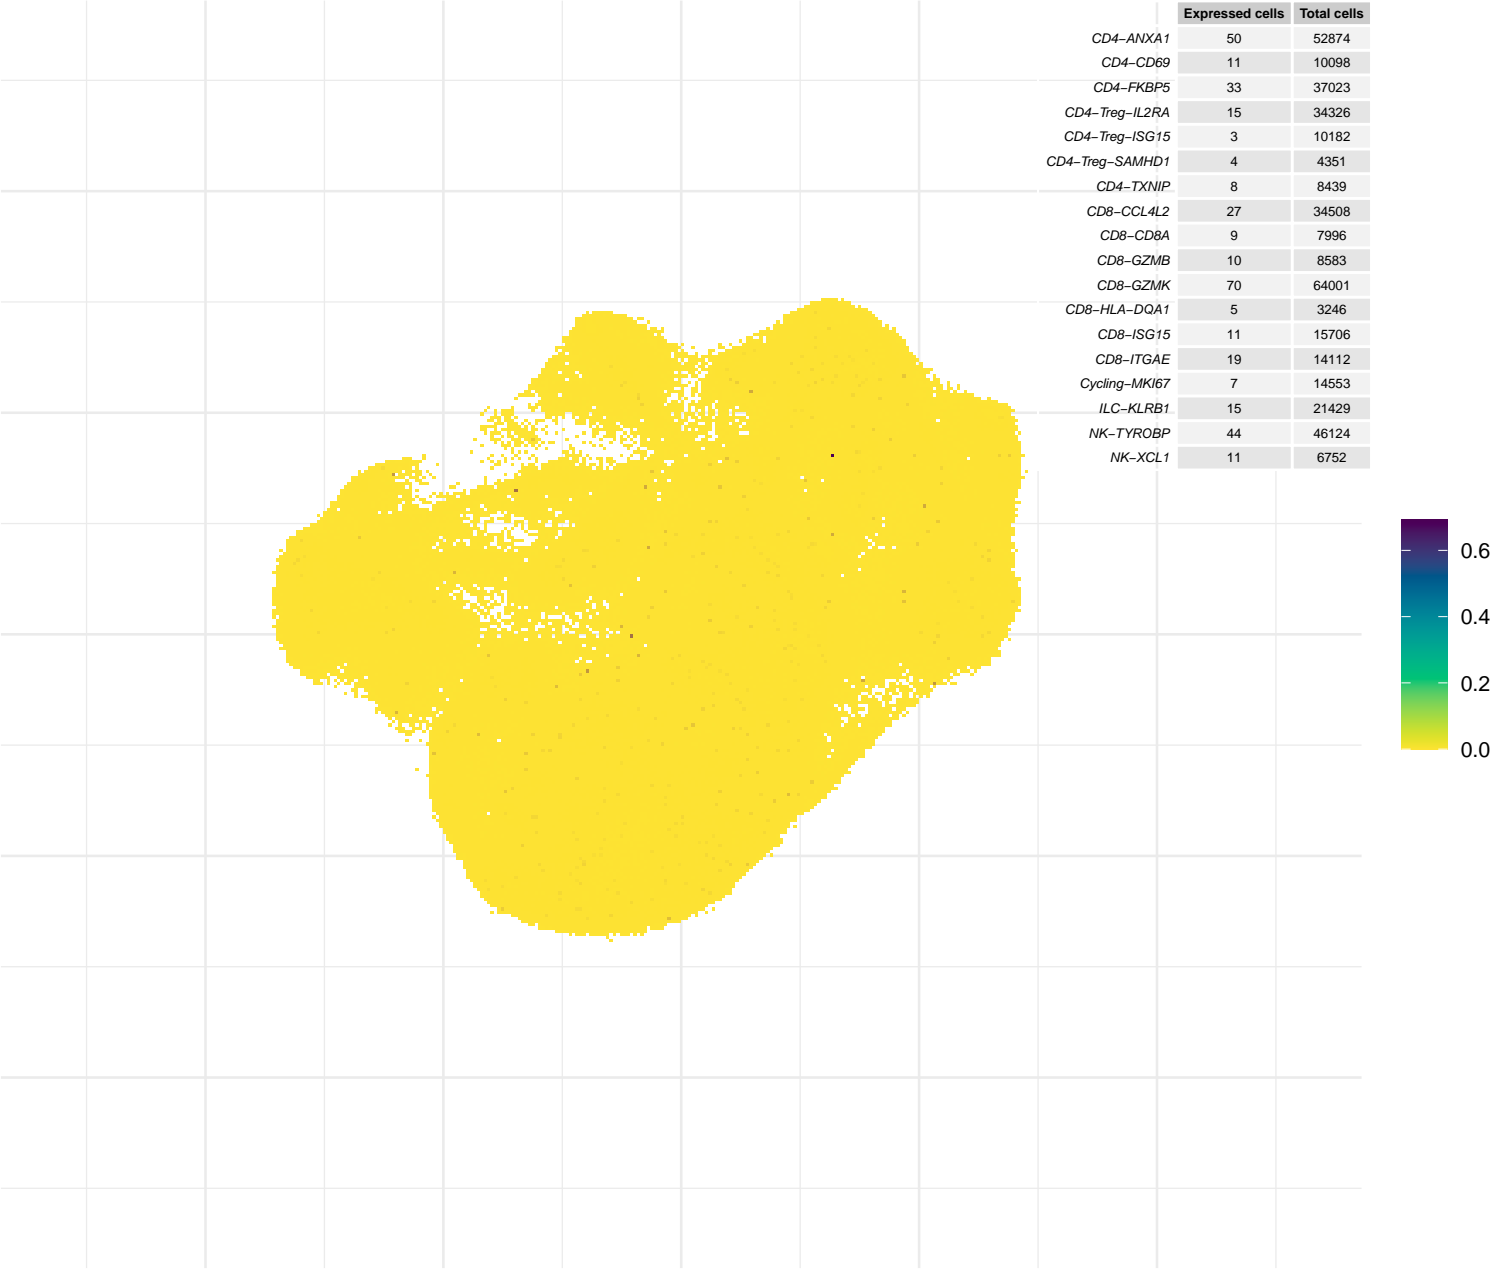 Expressed cells Total cells
CD4−ANXA1 50 52874
CD4−CD69 11 10098
CD4−FKBP5 33 37023
CD4−Treg−IL2RA 15 34326
CD4−Treg−ISG15 3 10182
CD4−Treg−SAMHD1 4 4351
CD4−TXNIP 8 8439
CD8−CCL4L2 27 34508
CD8−CD8A 9 7996
CD8−GZMB 10 8583
CD8−GZMK 70 64001
CD8−HLA−DQA1 5 3246
CD8−ISG15 11 15706
CD8−ITGAE 19 14112
Cycling−MKI67 7 14553
ILC−KLRB1 15 21429
NK−TYROBP 44 46124
NK−XCL1 11 6752
0.6
0.4
0.2
0.0